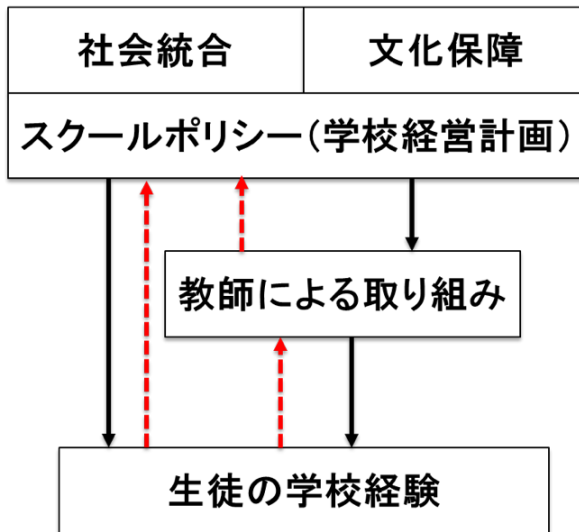 社会統合
文化保障
スクールポリシー(学校経営計画)
教師による取り組み
生徒の学校経験